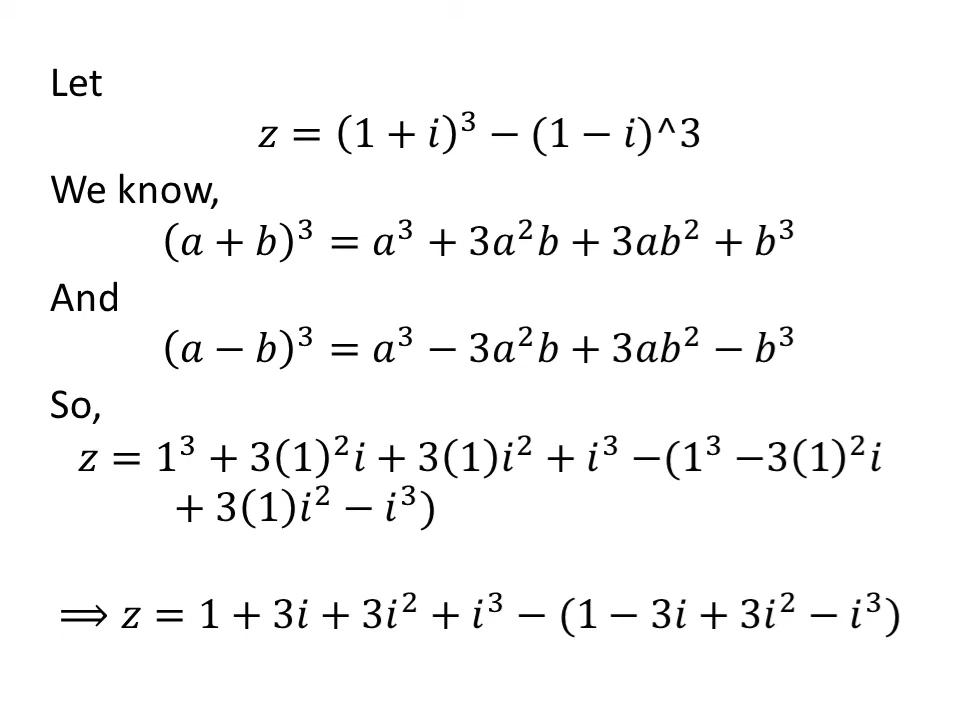 Let
z = (1 + i)³ − (1 − i)^3
We know,
(a + b)³ = a³ + 3a²b + 3ab² + b³
And
(a − b)³ = a³ − 3a²b + 3ab² − b³
So,
z = 1³ + 3(1)²i + 3(1)i² + i³ −(1³ −3(1)²i
+ 3(1)i² − i³)
⟹ z = 1 + 3i + 3i² + i³ − (1 − 3i + 3i² − i³)